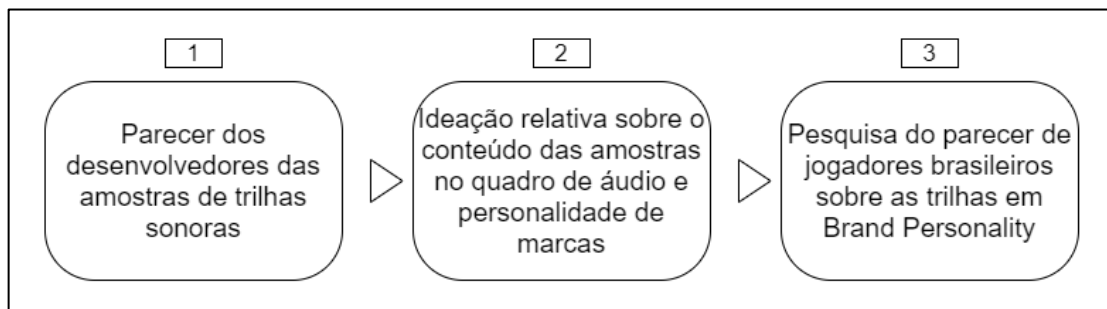 1
Parecer dos
desenvolvedores das
amostras de trilhas
sonoras
2
Ideação relativa sobre o
conteúdo das amostras
no quadro de áudio e
personalidade de
marcas
3
Pesquisa do parecer de
jogadores brasileiros
sobre as trilhas em
Brand Personality